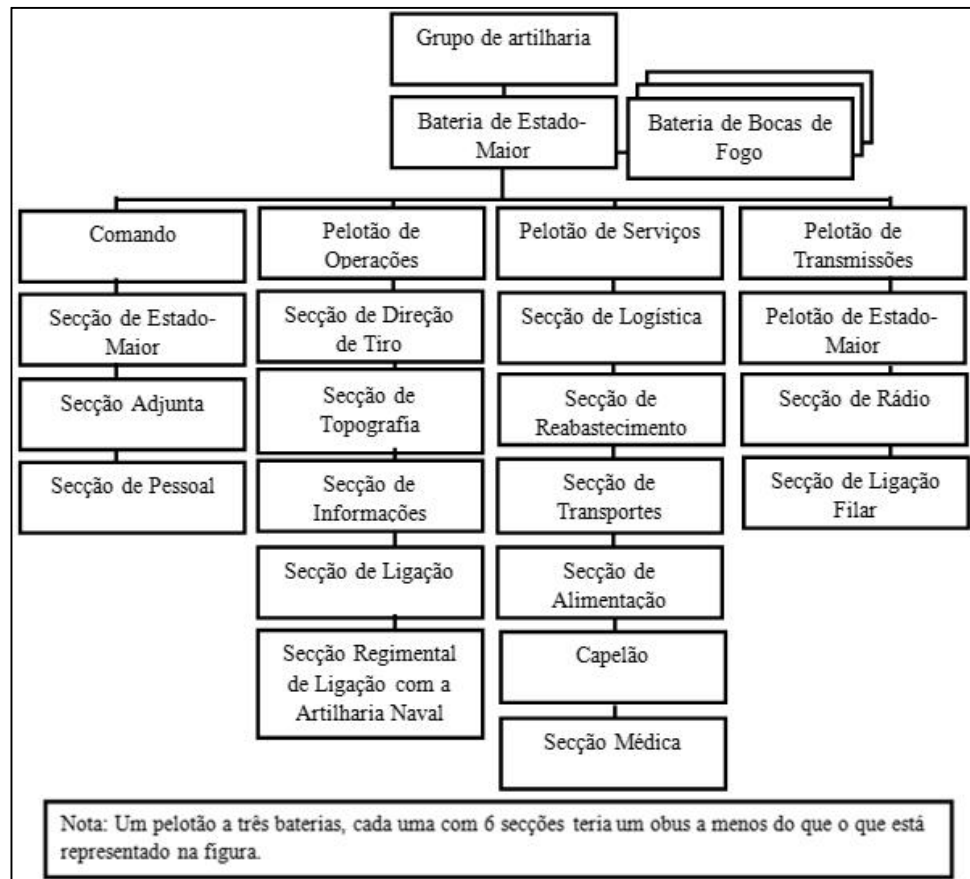 Grupo de artilharia
Bateria de Estado-
Maior
Bateria de Bocas de
Fogo
Comando
Secção de Estado-
Maior
Secção Adjunta
Secção de Pessoal
Pelotão de
Operações
Secção de Direção
de Tiro
Secção de
Topografía
Secção de
Informações
Secção de Ligação
Secção Regimental
de Ligação com a
Artilharia Naval
Pelotão de Serviços
Secção de Logística
Secção de
Reabastecimento
Secção de
Transportes
Secção de
Alimentação
Capelão
Secção Médica
Pelotão de
Transmissões
Pelotão de Estado-
Maior
Secção de Rádio
Secção de Ligação
Filar
Nota: Um pelotão a três baterias, cada uma com 6 secções teria um obus a menos do que o que está
representado na fígura.